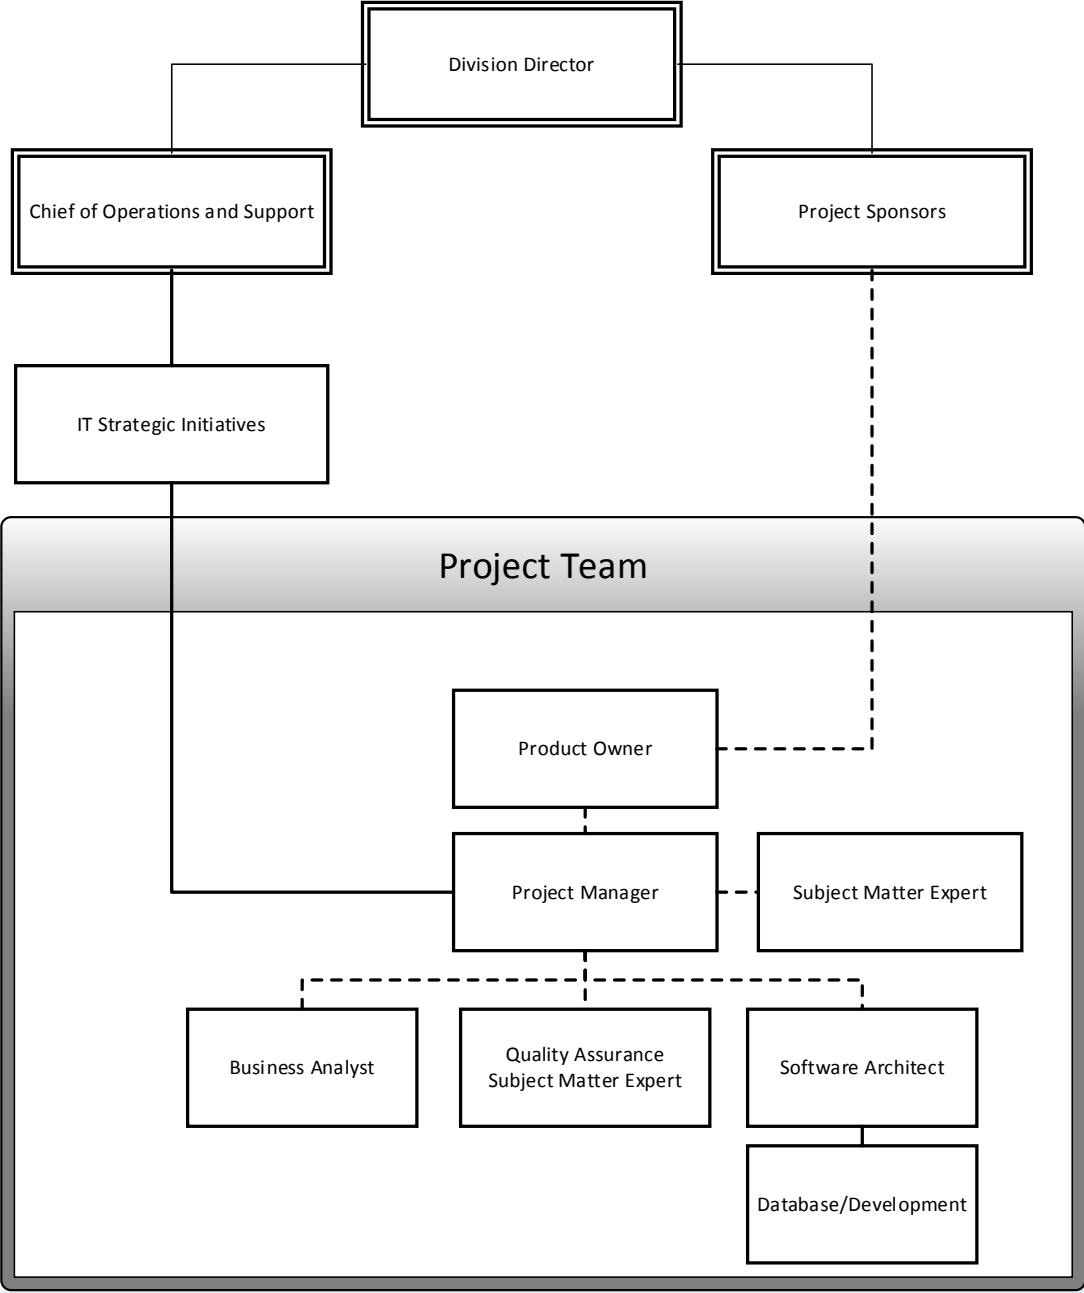 Division Director
Chief of Operations and Support
Project Sponsors
IT Strategic Initiatives
Project Team
Product Owner
Project Manager
Subject Matter Expert
Business Analyst
Quality Assurance
Subject Matter Expert
Software Architect
Database/Development